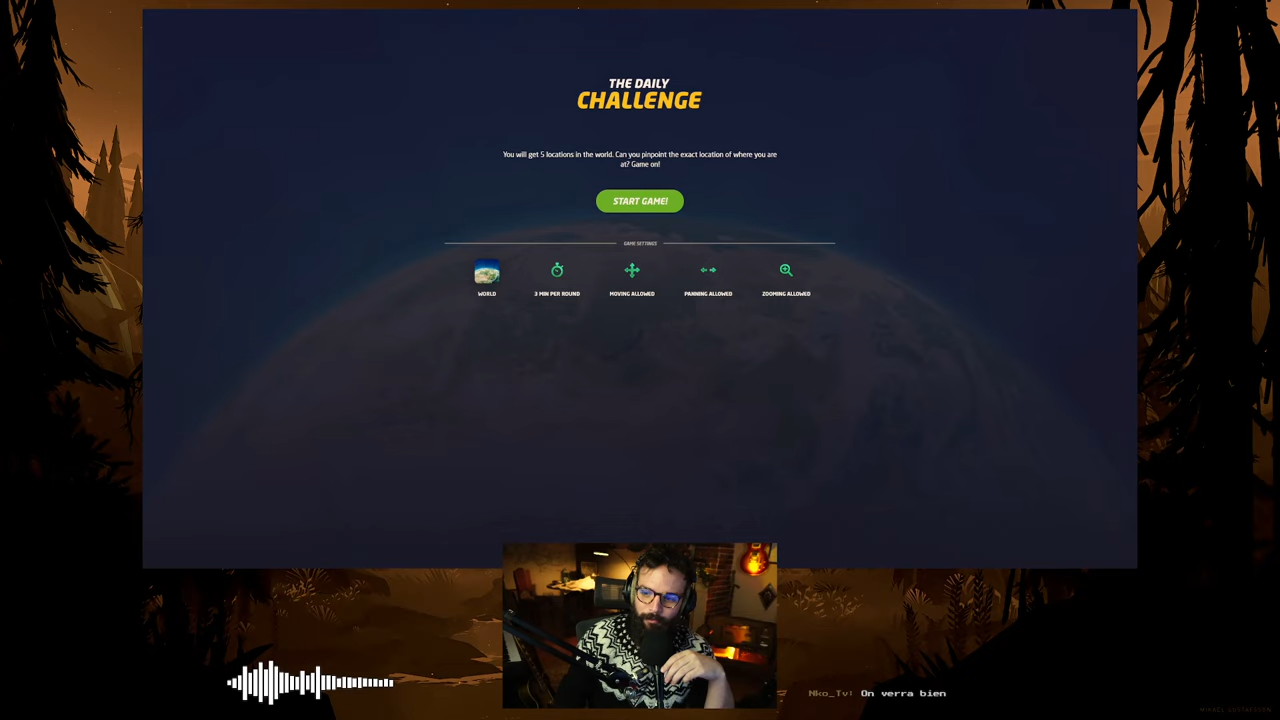 THE DAILY
CHALLENGE
You will get 5 locations in the world. Can you pinpoint the exact location of where you are
at? Game on!
START GAME!
GAME SETTINGS
WORLD
3 MIN PER ROUND
MOVING ALLOWED
PANNING ALLOWED
ZOOMING ALLOWED
Nko_Tv: On verra bien